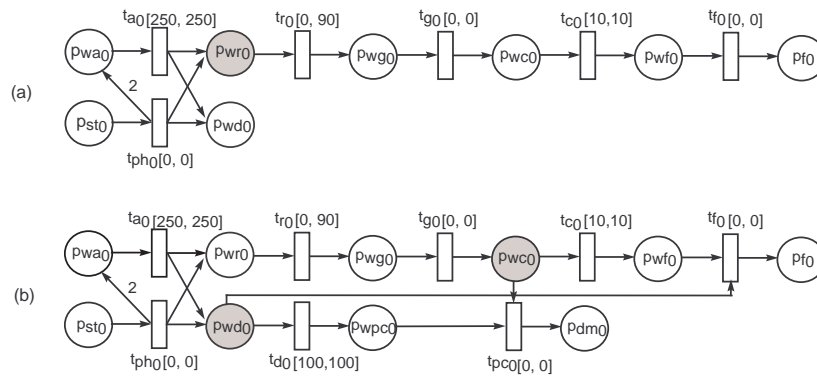 ta0[250, 250] tr0[0, 90] tg0[0, 0] tc0[10,10] tf0[0, 0]
pwa0 pwr0 pwg0 pwc0 pwf0 pf0
(a)
2
pst0 pwd0
tph0[0, 0]
ta0[250, 250] tr0[0, 90] tg0[0, 0] tc0[10,10] tf0[0, 0]
pwa0 pwr0 pwg0 pwc0 pwf0 pf0
(b)
2
pst0 pwd0 pwpc0 pdm0
tph0[0, 0] td0[100,100] tpc0[0, 0]